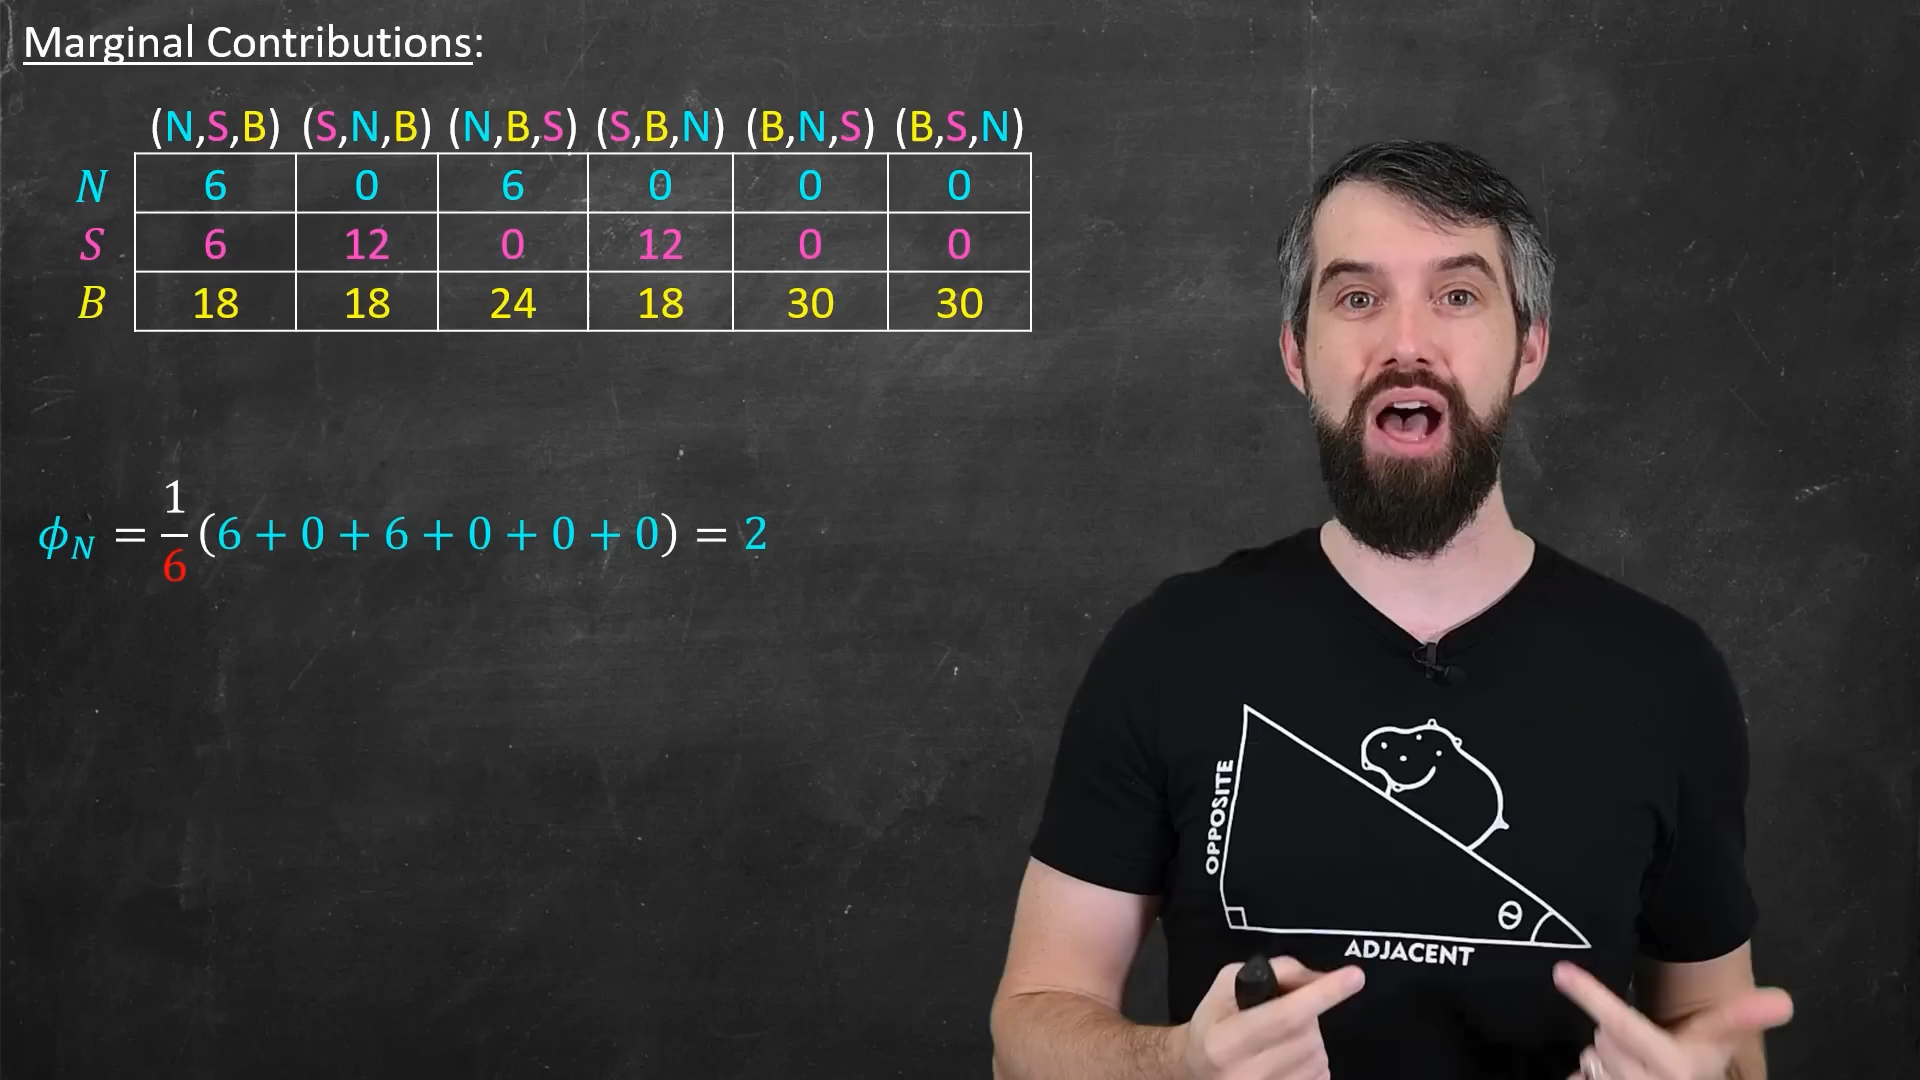 Marginal Contributions:
(N,S,B) (S,N,B) (N,B,S) (S,B,N) (B,N,S) (B,S,N)
N 6 0 6 0 0 0
S 6 12 0 12 0 0
B 18 18 24 18 30 30
ϕ_N = 1/6 (6 + 0 + 6 + 0 + 0 + 0) = 2
OPPOSITE
θ
ADJACENT